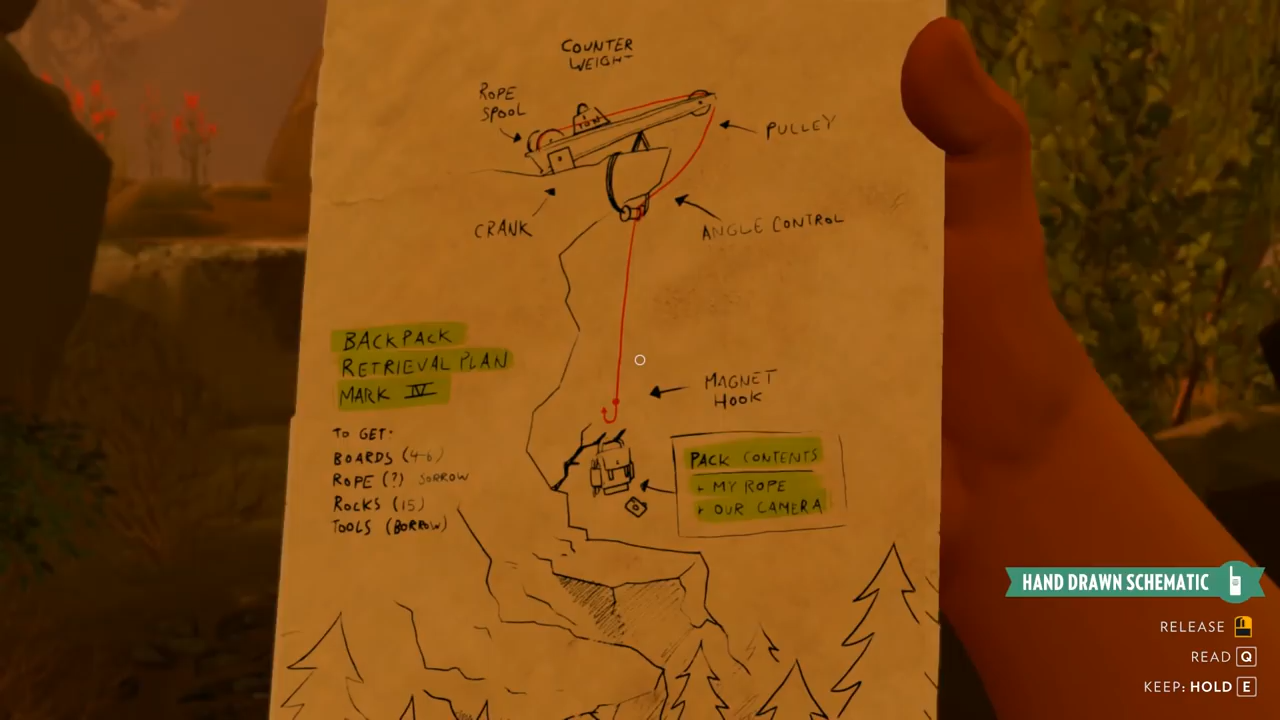 COUNTER
WEIGHT
ROPE
SPOOL
TON
PULLEY
CRANK
ANGLE CONTROL
BACKPACK
RETRIEVAL PLAN
MARK IV
MAGNET
HOOK
TO GET:
BOARDS (4-6)
ROPE (?) SORROW
ROCKS (15)
TOOLS (BORROW)
PACK CONTENTS
+ MY ROPE
+ OUR CAMERA
HAND DRAWN SCHEMATIC
RELEASE
READ Q
KEEP: HOLD E